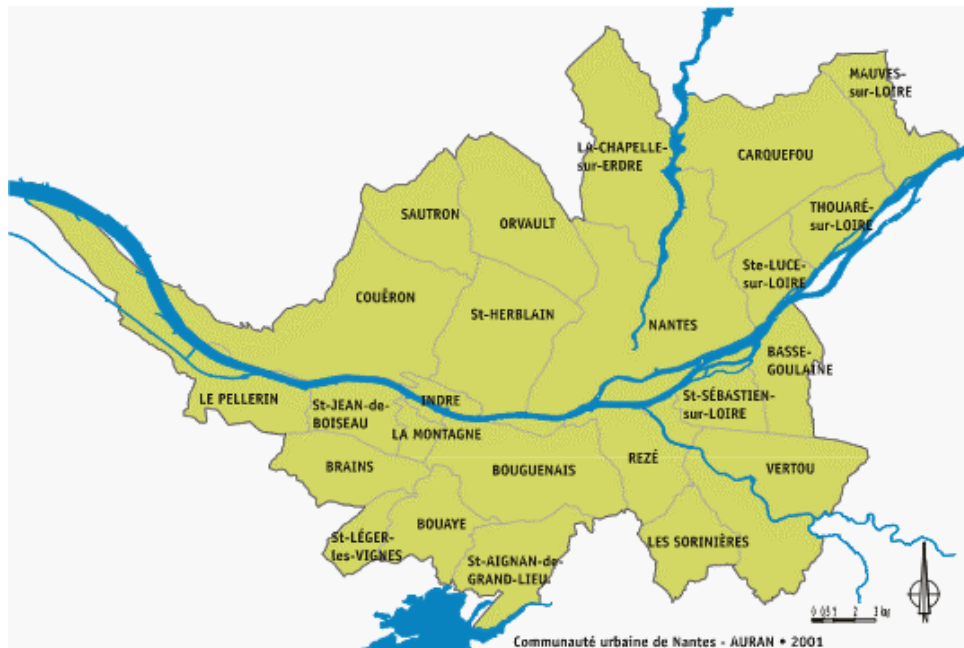 MAUVES-
sur-LOIRE
LA-CHAPELLE-
sur-ERDRE
CARQUEFOU
SAUTRON
ORVAULT
THOUARÉ-
sur-LOIRE
Ste-LUCE-
sur-LOIRE
COUËRON
St-HERBLAIN
NANTES
BASSE-
GOULAINE
LE PELLERIN
St-JEAN-de-
BOISEAU
INDRE
St-SÉBASTIEN-
sur-LOIRE
LA MONTAGNE
BRAINS
BOUGUENAIS
REZÉ
VERTOU
St-LÉGER-
les-VIGNES
BOUAYE
St-AIGNAN-de-
GRAND-LIEU
LES SORINIÈRES
N
Communauté urbaine de Nantes - AURAN • 2001